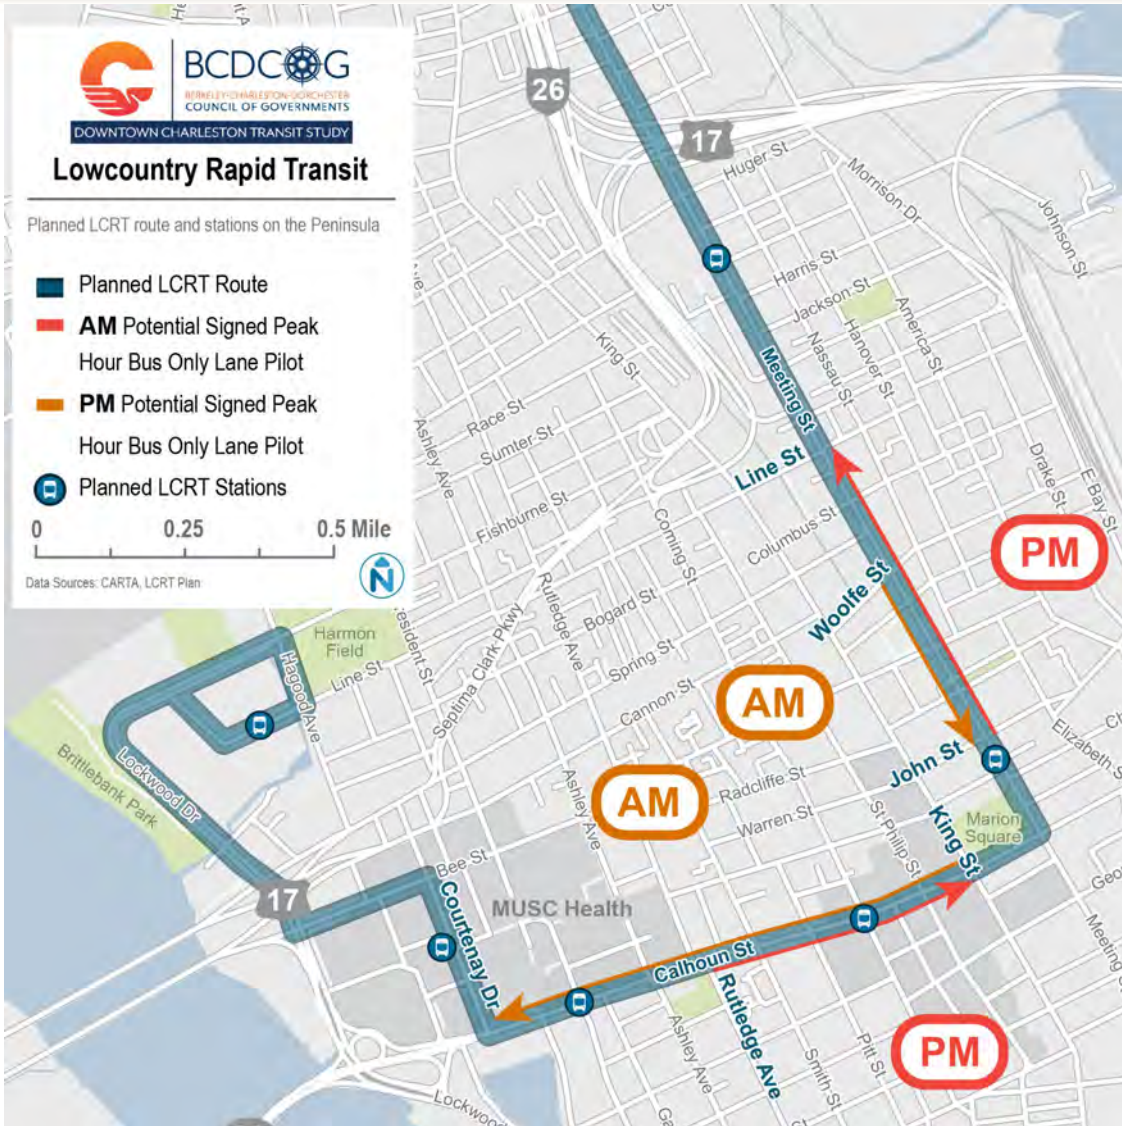 BCDCOG
BERKELEY-CHARLESTON-DORCHESTER
COUNCIL OF GOVERNMENTS
DOWNTOWN CHARLESTON TRANSIT STUDY
Lowcountry Rapid Transit
Planned LCRT route and stations on the Peninsula
Planned LCRT Route
AM Potential Signed Peak
Hour Bus Only Lane Pilot
PM Potential Signed Peak
Hour Bus Only Lane Pilot
Planned LCRT Stations
0 0.25 0.5 Mile
Data Sources: CARTA, LCRT Plan
N
26
17
Huger St
Morrison Dr
Johnson St
Harris St
Jackson St
America St
Hanover St
Nassau St
King St
Meeting St
Race St
Sumter St
Ashley Ave
Line St
Drake St
E Bay St
Fishburne St
Coming St
Columbus St
PM
Woolfe St
Rutledge Ave
Bogard St
Septima Clark Pkwy
Harmon
Field
Hagood Ave
Line St
Spring St
Cannon St
AM
Elizabeth S
Brittlebank Park
Lockwood Dr
John St
AM
Ashley Ave
Radcliffe St
Warren St
St Philip St
King St
Marion
Square
Bee St
17
MUSC Health
Courtenay Dr
Calhoun St
Geo
Meeting St
Rutledge Ave
Ashley Ave
Smith St
Pitt St
PM
Lockwoo